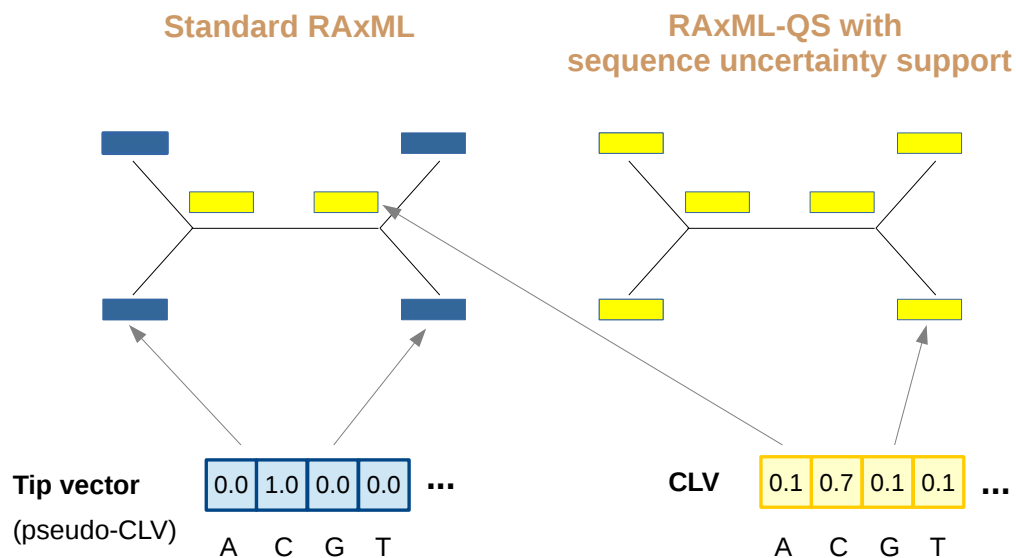 Standard RAxML
RAxML-QS with
sequence uncertainty support
Tip vector
(pseudo-CLV)
0.0 1.0 0.0 0.0 ...
A C G T
CLV
0.1 0.7 0.1 0.1 ...
A C G T